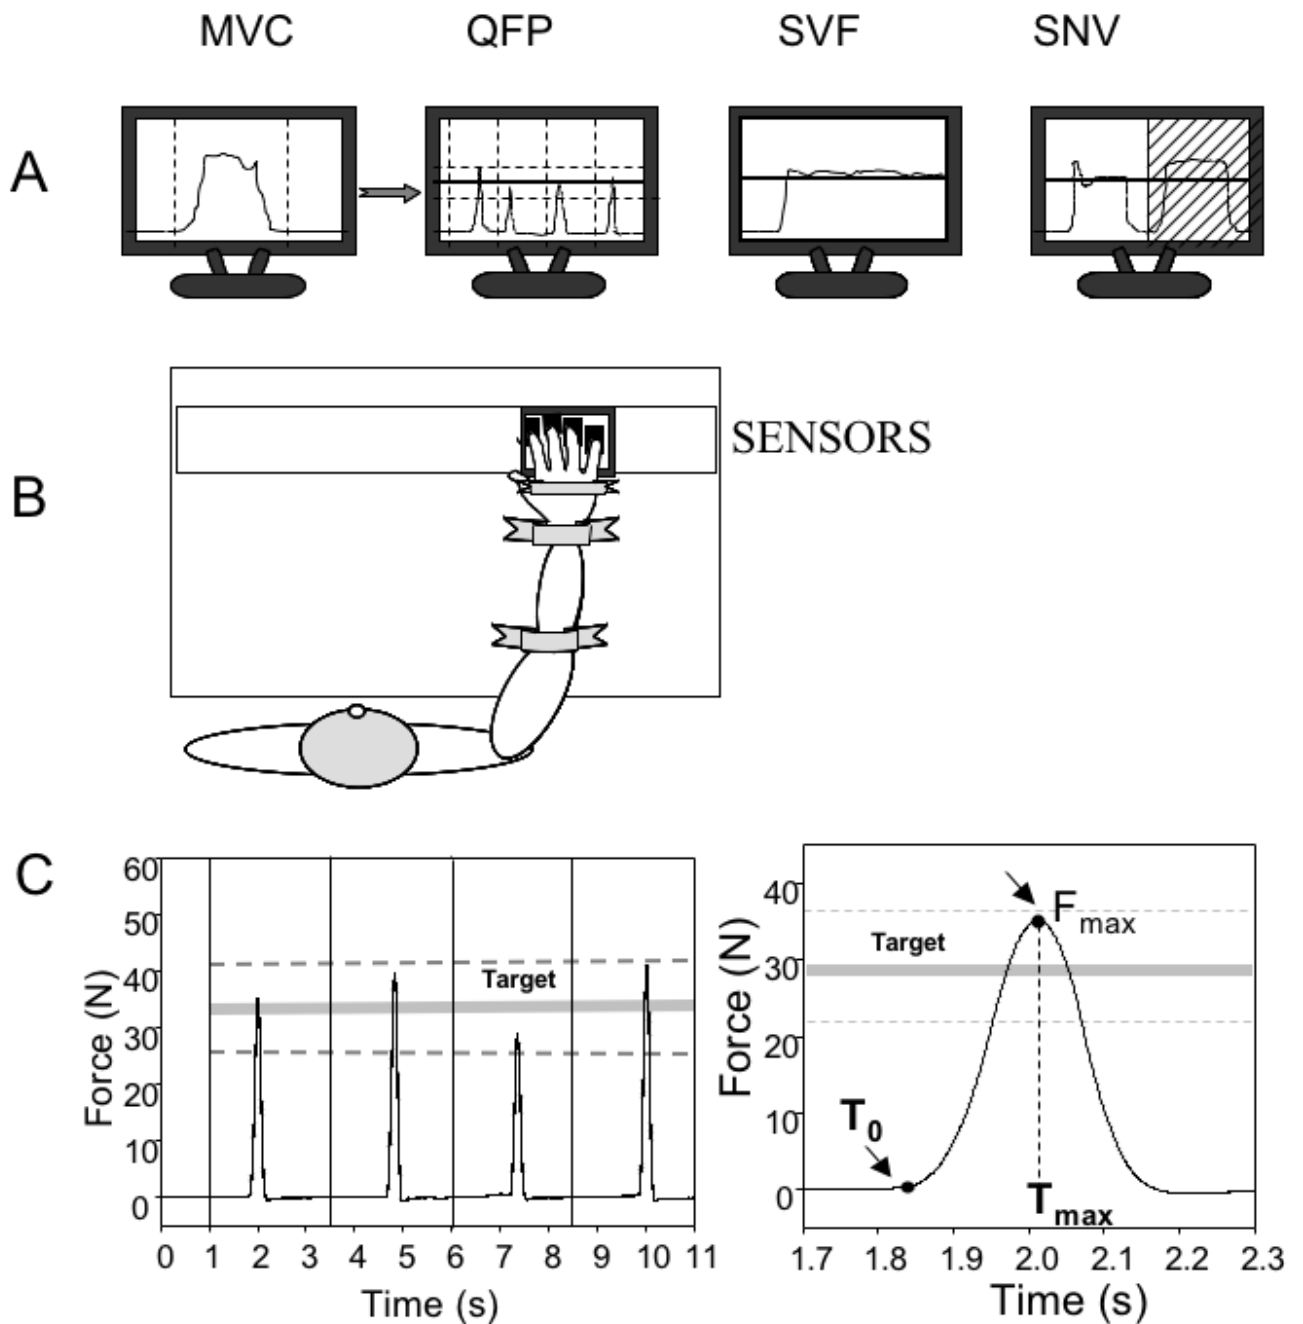 MVC QFP SVF SNV
A
SENSORS
B
C
60
50
40
30
20
10
0
Force (N)
Target
0 1 2 3 4 5 6 7 8 9 10 11
Time (s)
40
30
20
10
0
Force (N)
F max
Target
T0
Tmax
1.7 1.8 1.9 2.0 2.1 2.2 2.3
Time (s)